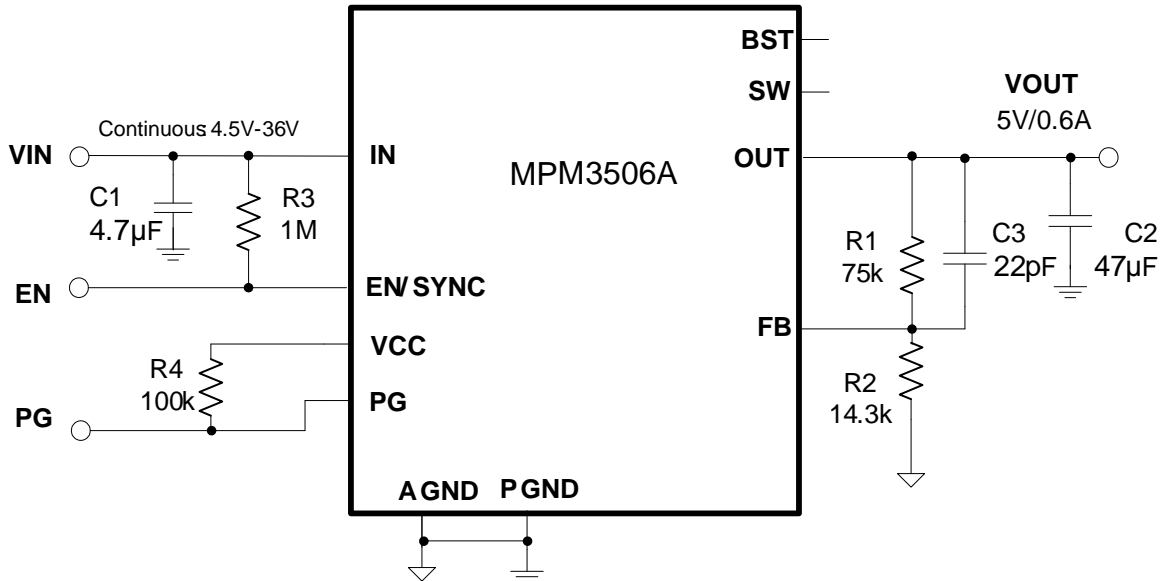 BST
SW
VOUT
5V/0.6A
Continuous: 4.5V-36V
VIN
IN
MPM3506A
OUT
C1
4.7µF
R3
1M
R1
75k
C3
22pF
C2
47µF
EN
EN/SYNC
FB
VCC
R4
100k
PG
PG
R2
14.3k
AGND PGND